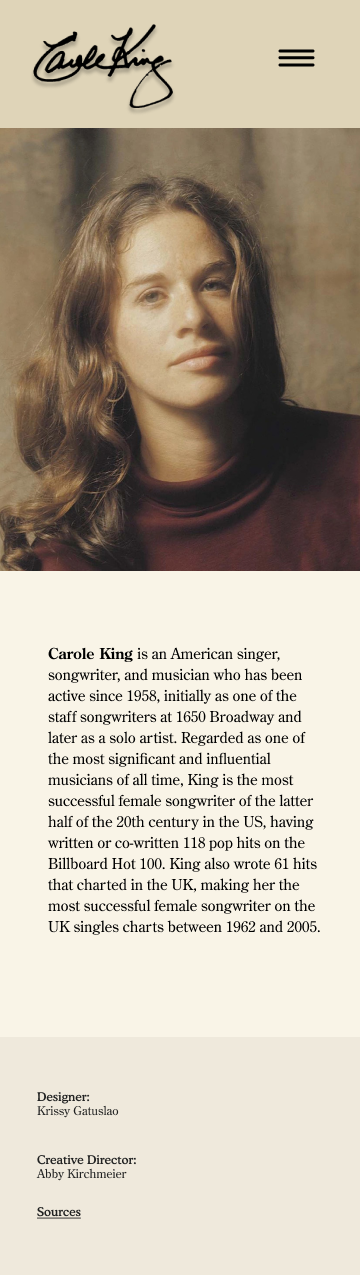 Carole King
Carole King is an American singer,
songwriter, and musician who has been
active since 1958, initially as one of the
staff songwriters at 1650 Broadway and
later as a solo artist. Regarded as one of
the most significant and influential
musicians of all time, King is the most
successful female songwriter of the latter
half of the 20th century in the US, having
written or co-written 118 pop hits on the
Billboard Hot 100. King also wrote 61 hits
that charted in the UK, making her the
most successful female songwriter on the
UK singles charts between 1962 and 2005.
Designer:
Krissy Gatuslao
Creative Director:
Abby Kirchmeier
Sources